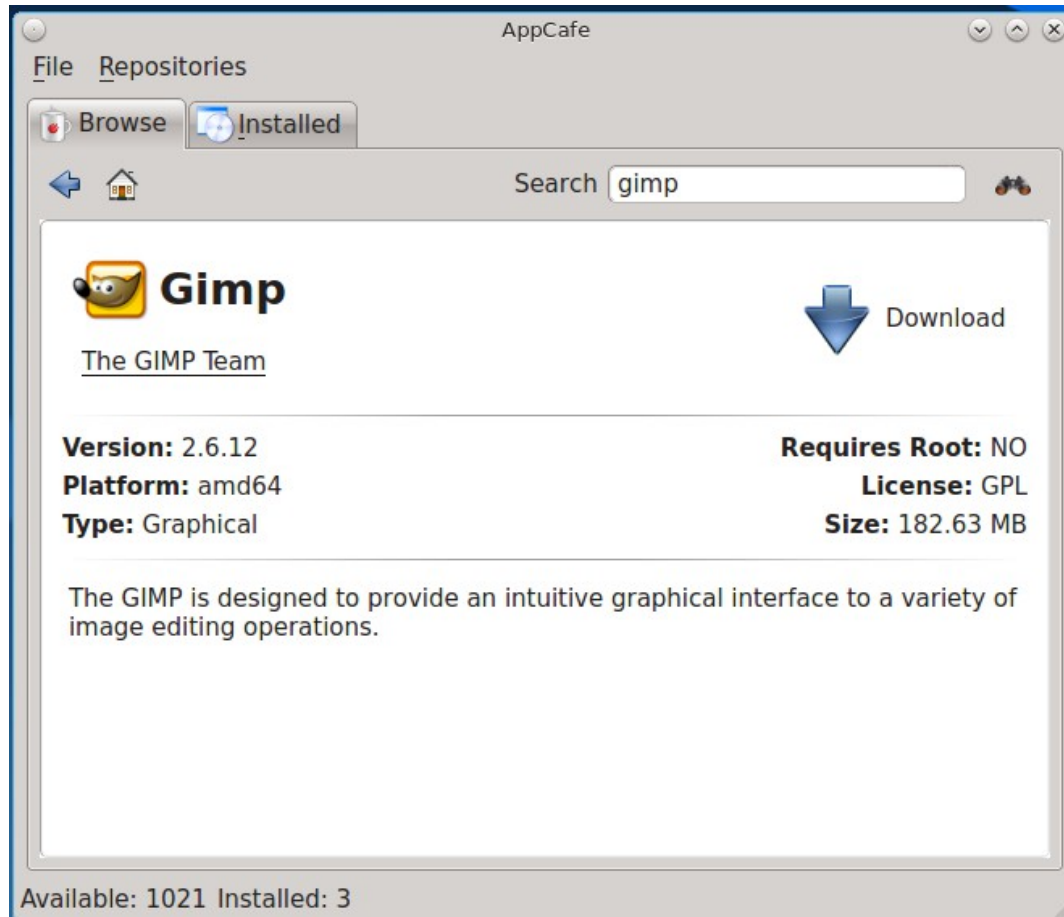 AppCafe
File Repositories
Browse Installed
Search gimp
Gimp
Download
The GIMP Team
Version: 2.6.12 Requires Root: NO
Platform: amd64 License: GPL
Type: Graphical Size: 182.63 MB
The GIMP is designed to provide an intuitive graphical interface to a variety of
image editing operations.
Available: 1021 Installed: 3